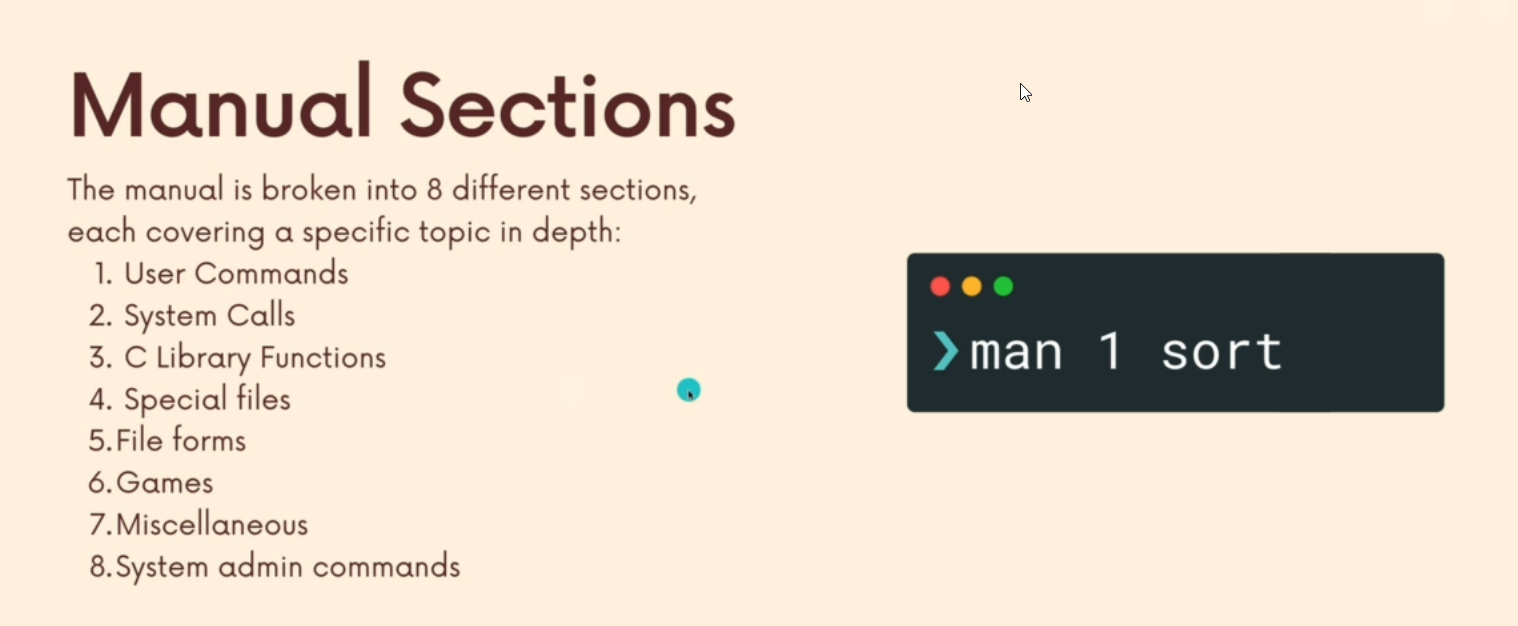 Manual Sections
The manual is broken into 8 different sections,
each covering a specific topic in depth:
1. User Commands
2. System Calls
3. C Library Functions
4. Special files
5.File forms
6.Games
7.Miscellaneous
8.System admin commands
❯man 1 sort